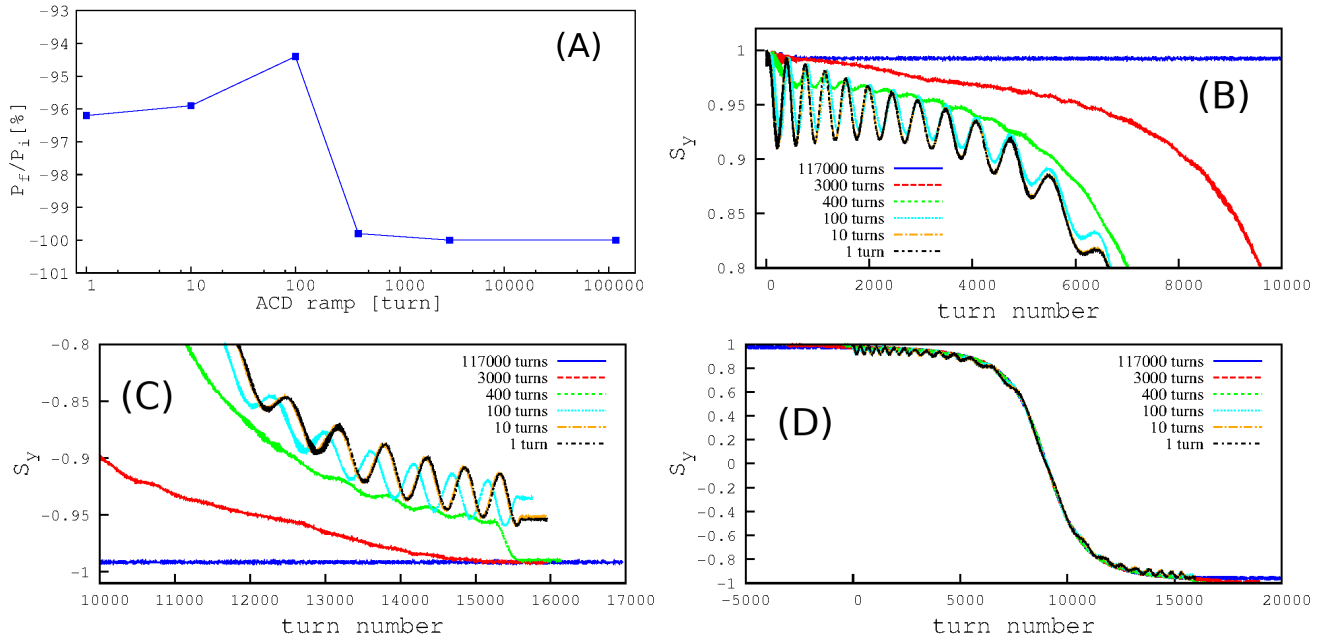 -93
-94
-95
-96
-97
-98
-99
-100
-101
P_f/P_i [%]
(A)
1
10
100
1000
10000
100000
ACD ramp [turn]
1
0.95
0.9
0.85
0.8
S_y
(B)
117000 turns
3000 turns
400 turns
100 turns
10 turns
1 turn
0
2000
4000
6000
8000
10000
turn number
-0.8
-0.85
-0.9
-0.95
-1
S_y
(C)
117000 turns
3000 turns
400 turns
100 turns
10 turns
1 turn
10000
11000
12000
13000
14000
15000
16000
17000
turn number
1
0.8
0.6
0.4
0.2
0
-0.2
-0.4
-0.6
-0.8
-1
S_y
(D)
117000 turns
3000 turns
400 turns
100 turns
10 turns
1 turn
-5000
0
5000
10000
15000
20000
turn number